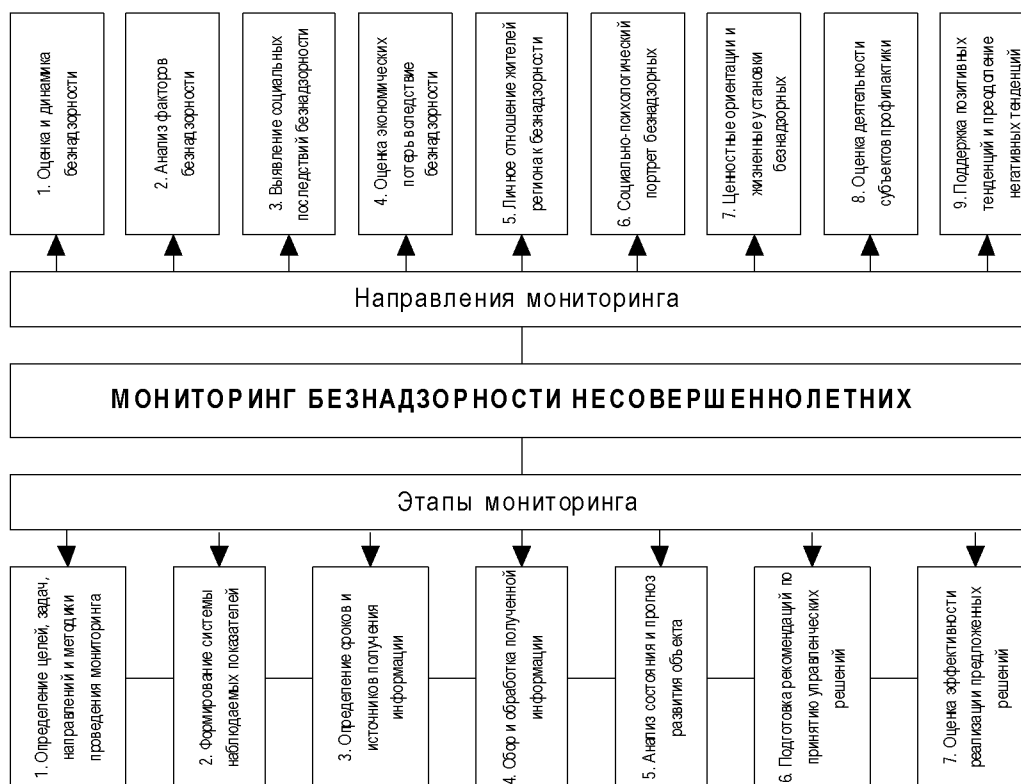 1. Оценка и динамика
безнадзорности
2. Анализ факторов
безнадзорности
3. Выявление социальных
последствий безнадзорности
4. Оценка экономических
потерь вследствие
безнадзорности
5. Личное отношение жителей
региона к безнадзорности
6. Социально-психологический
портрет безнадзорных
7. Ценностные ориентации и
жизненные установки
безнадзорных
8. Оценка деятельности
субъектов профилактики
9. Поддержка позитивных
тенденций и преодоление
негативных тенденций
Направления мониторинга
МОНИТОРИНГ БЕЗНАДЗОРНОСТИ НЕСОВЕРШЕННОЛЕТНИХ
Этапы мониторинга
1. Определение целей, задач,
направлений и методики
проведения мониторинга
2. Формирование системы
наблюдаемых показателей
3. Определение сроков и
источников получения
информации
4. Сбор и обработка полученной
информации
5. Анализ состояния и прогноз
развития объекта
6. Подготовка рекомендаций по
принятию управленческих
решений
7. Оценка эффективности
реализации предложенных
решений